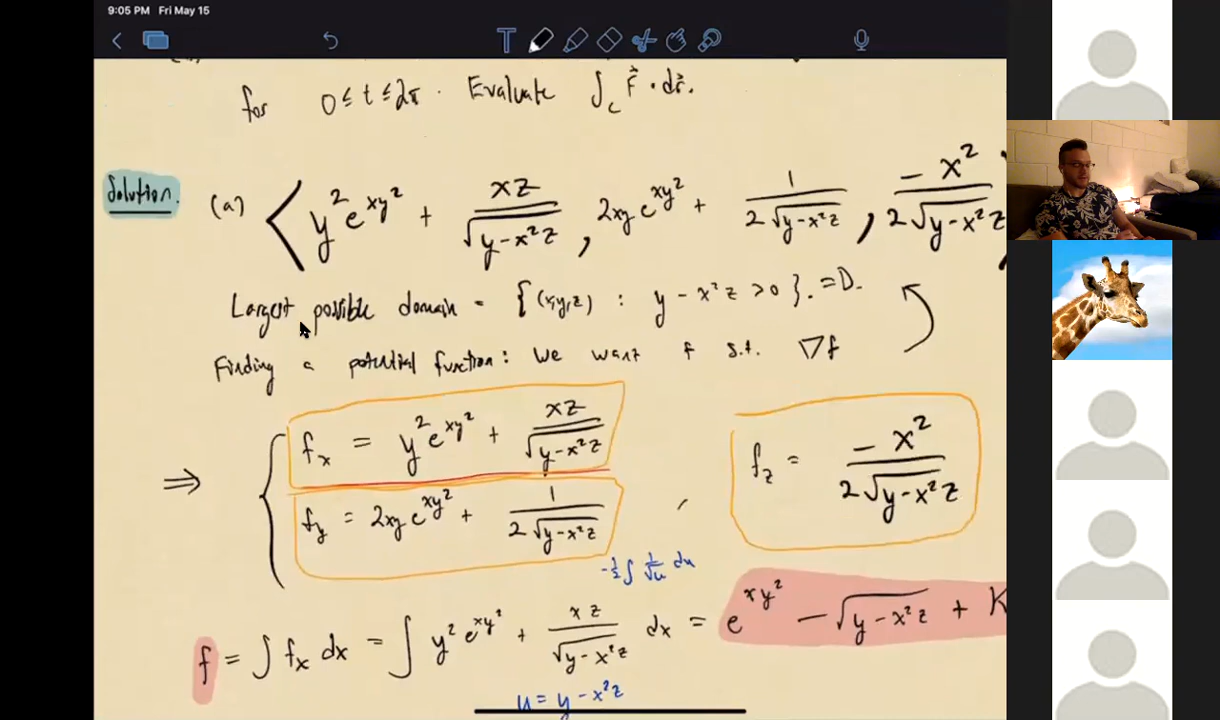 9:05 PM Fri May 15
T
for 0 ≤ t ≤ 2π. Evaluate ∫_C F⃗ · dr⃗.
Solution. (a) < y² e^{xy²} + xz / √(y-x²z) , 2xy e^{xy²} + 1 / (2√(y-x²z)) , -x² / (2√(y-x²z))
Largest possible domain = {(x,y,z) : y - x²z > 0}. = D.
Finding a potential function: We want f s.t. ∇f
⇒ { f_x = y² e^{xy²} + xz / √(y-x²z)
f_y = 2xy e^{xy²} + 1 / (2√(y-x²z)) , f_z = -x² / (2√(y-x²z))
-½ ∫ 1/√u du
f = ∫ f_x dx = ∫ y² e^{xy²} + xz / √(y-x²z) dx = e^{xy²} - √(y-x²z) + K
u = y - x²z